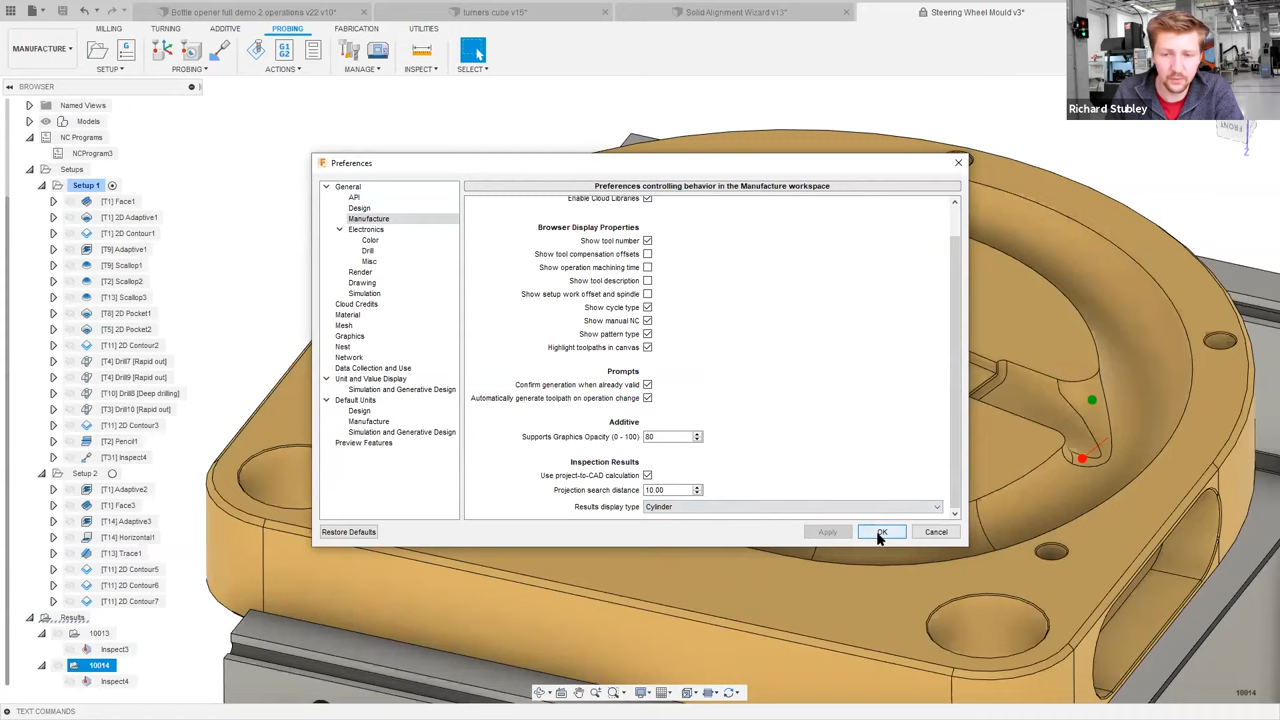 Bottle opener full demo 2 operations v22 v10*
turners cube v15*
Solid Alignment Wizard v13*
Steering Wheel Mould v3*
MANUFACTURE
MILLING
TURNING
ADDITIVE
PROBING
FABRICATION
UTILITIES
G
G1
G2
SETUP
PROBING
ACTIONS
MANAGE
INSPECT
SELECT
Richard Stubley
FRONT
Z
BROWSER
Named Views
Models
NC Programs
NCProgram3
Setups
Setup 1
[T1] Face1
[T1] 2D Adaptive1
[T1] 2D Contour1
[T9] Adaptive1
[T9] Scallop1
[T2] Scallop2
[T13] Scallop3
[T8] 2D Pocket1
[T5] 2D Pocket2
[T11] 2D Contour2
[T4] Drill7 [Rapid out]
[T4] Drill9 [Rapid out]
[T10] Drill8 [Deep drilling]
[T3] Drill10 [Rapid out]
[T11] 2D Contour3
[T2] Pencil1
[T31] Inspect4
Setup 2
[T1] Adaptive2
[T1] Face3
[T14] Adaptive3
[T14] Horizontal1
[T13] Trace1
[T11] 2D Contour5
[T11] 2D Contour6
[T11] 2D Contour7
Results
10013
Inspect3
10014
Inspect4
Preferences
General
API
Design
Manufacture
Electronics
Color
Drill
Misc
Render
Drawing
Simulation
Cloud Credits
Material
Mesh
Graphics
Nest
Network
Data Collection and Use
Unit and Value Display
Simulation and Generative Design
Default Units
Design
Manufacture
Simulation and Generative Design
Preview Features
Preferences controlling behavior in the Manufacture workspace
Enable Cloud Libraries
Browser Display Properties
Show tool number
Show tool compensation offsets
Show operation machining time
Show tool description
Show setup work offset and spindle
Show cycle type
Show manual NC
Show pattern type
Highlight toolpaths in canvas
Prompts
Confirm generation when already valid
Automatically generate toolpath on operation change
Additive
Supports Graphics Opacity (0 - 100) 80
Inspection Results
Use project-to-CAD calculation
Projection search distance 10.00
Results display type Cylinder
Restore Defaults
Apply
OK
Cancel
10014
TEXT COMMANDS